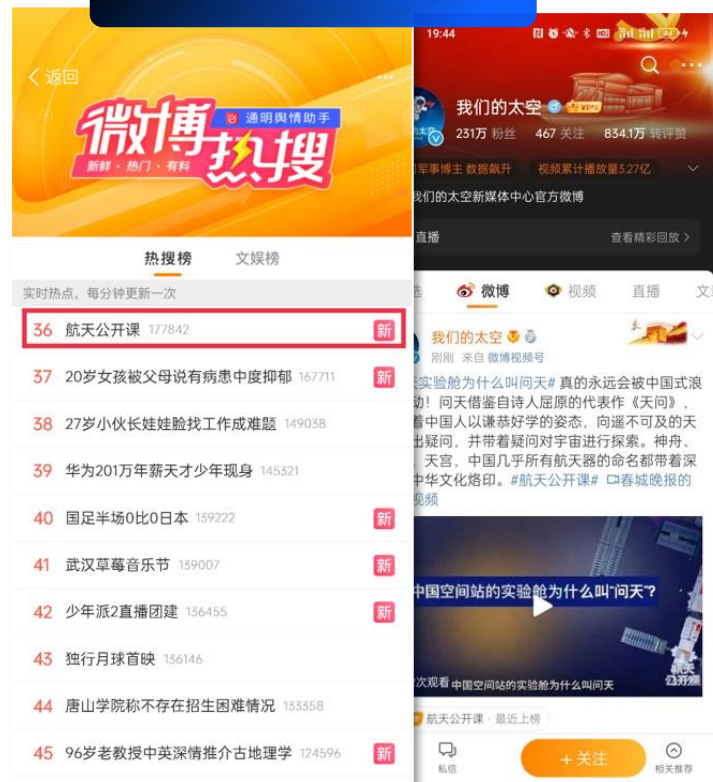 返回
微博热搜
通明舆情助手
新鲜·热门·有料
热搜榜
文娱榜
实时热点，每分钟更新一次
36 航天公开课 177842 新
37 20岁女孩被父母说有病患中度抑郁 167711 新
38 27岁小伙长娃娃脸找工作成难题 149038
39 华为201万年薪天才少年现身 145321
40 国足半场0比0日本 139222 新
41 武汉草莓音乐节 139007 新
42 少年派2直播团建 136455 新
43 独行月球首映 136146
44 唐山学院称不存在招生困难情况 133358
45 96岁老教授中英深情推介古地理学 124596 新
19:44
我们的太空
231万 粉丝 467 关注 834.1万 转评赞
军事博主 数据飙升 视频累计播放量3.27亿
我们的太空新媒体中心官方微博
直播 查看精彩回放
微博 视频 直播
我们的太空
刚刚 来自 微博视频号
实验舱为什么叫问天# 真的永远会被中国式浪
动！问天借鉴自诗人屈原的代表作《天问》，
着中国人以谦恭好学的姿态，向遥不可及的天
出疑问，并带着疑问对宇宙进行探索。神舟、
天宫，中国几乎所有航天器的命名都带着深
中华文化烙印。#航天公开课# 春城晚报的
视频
中国空间站的实验舱为什么叫"问天"?
次观看 中国空间站的实验舱为什么叫问天
航天公开课
航天公开课·最近上榜
私信
+关注
相关推荐